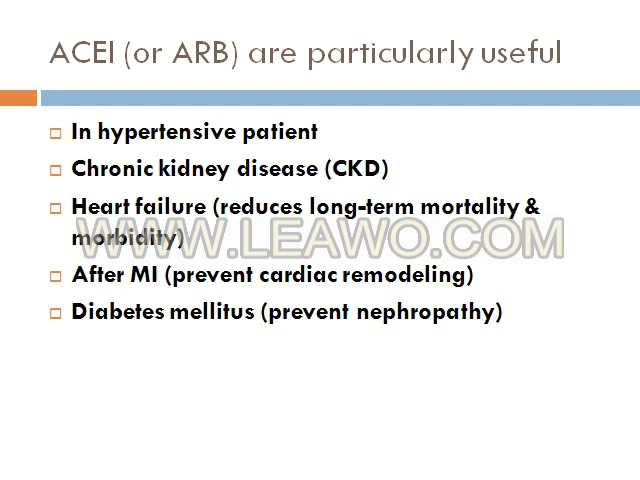 ACEI (or ARB) are particularly useful
In hypertensive patient
Chronic kidney disease (CKD)
Heart failure (reduces long-term mortality &
morbidity)
WWW.LEAWO.COM
After MI (prevent cardiac remodeling)
Diabetes mellitus (prevent nephropathy)